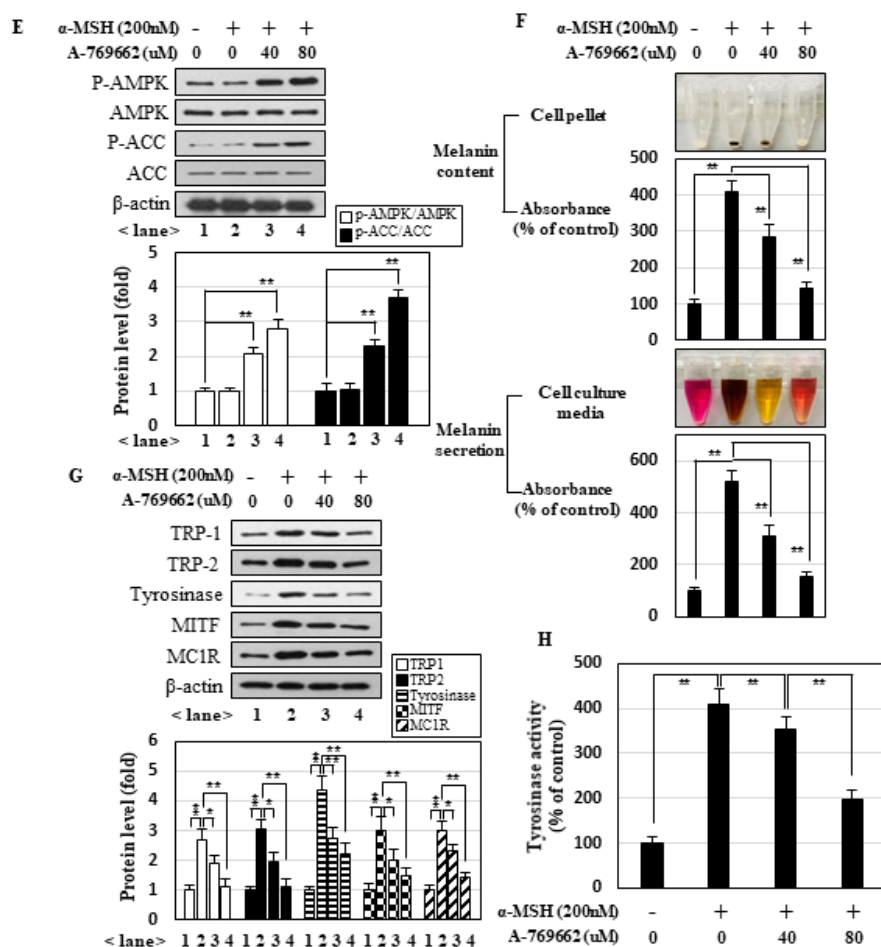 E
α-MSH (200nM) - + + +
A-769662 (uM) 0 0 40 80
P-AMPK
AMPK
P-ACC
ACC
β-actin
< lane> 1 2 3 4
p-AMPK/AMPK
p-ACC/ACC
Protein level (fold)
5
4
3
2
1
0
** ** ** **
< lane> 1 2 3 4 1 2 3 4
F
α-MSH (200nM) - + + +
A-769662 (uM) 0 0 40 80
Cell pellet
Melanin
content
Absorbance
(% of control)
500
400
300
200
100
0
** ** **
Cell culture
media
Melanin
secretion
Absorbance
(% of control)
600
400
200
0
** ** **
G
α-MSH (200nM) - + + +
A-769662 (uM) 0 0 40 80
TRP-1
TRP-2
Tyrosinase
MITF
MC1R
β-actin
< lane> 1 2 3 4
TRP1
TRP2
Tyrosinase
MITF
MC1R
Protein level (fold)
6
5
4
3
2
1
0
** * ** ** * ** ** ** ** ** * ** ** * **
< lane> 1 2 3 4 1 2 3 4 1 2 3 4 1 2 3 4 1 2 3 4
H
Tyrosinase activity
(% of control)
500
400
300
200
100
0
** ** **
α-MSH (200nM) - + + +
A-769662 (uM) 0 0 40 80